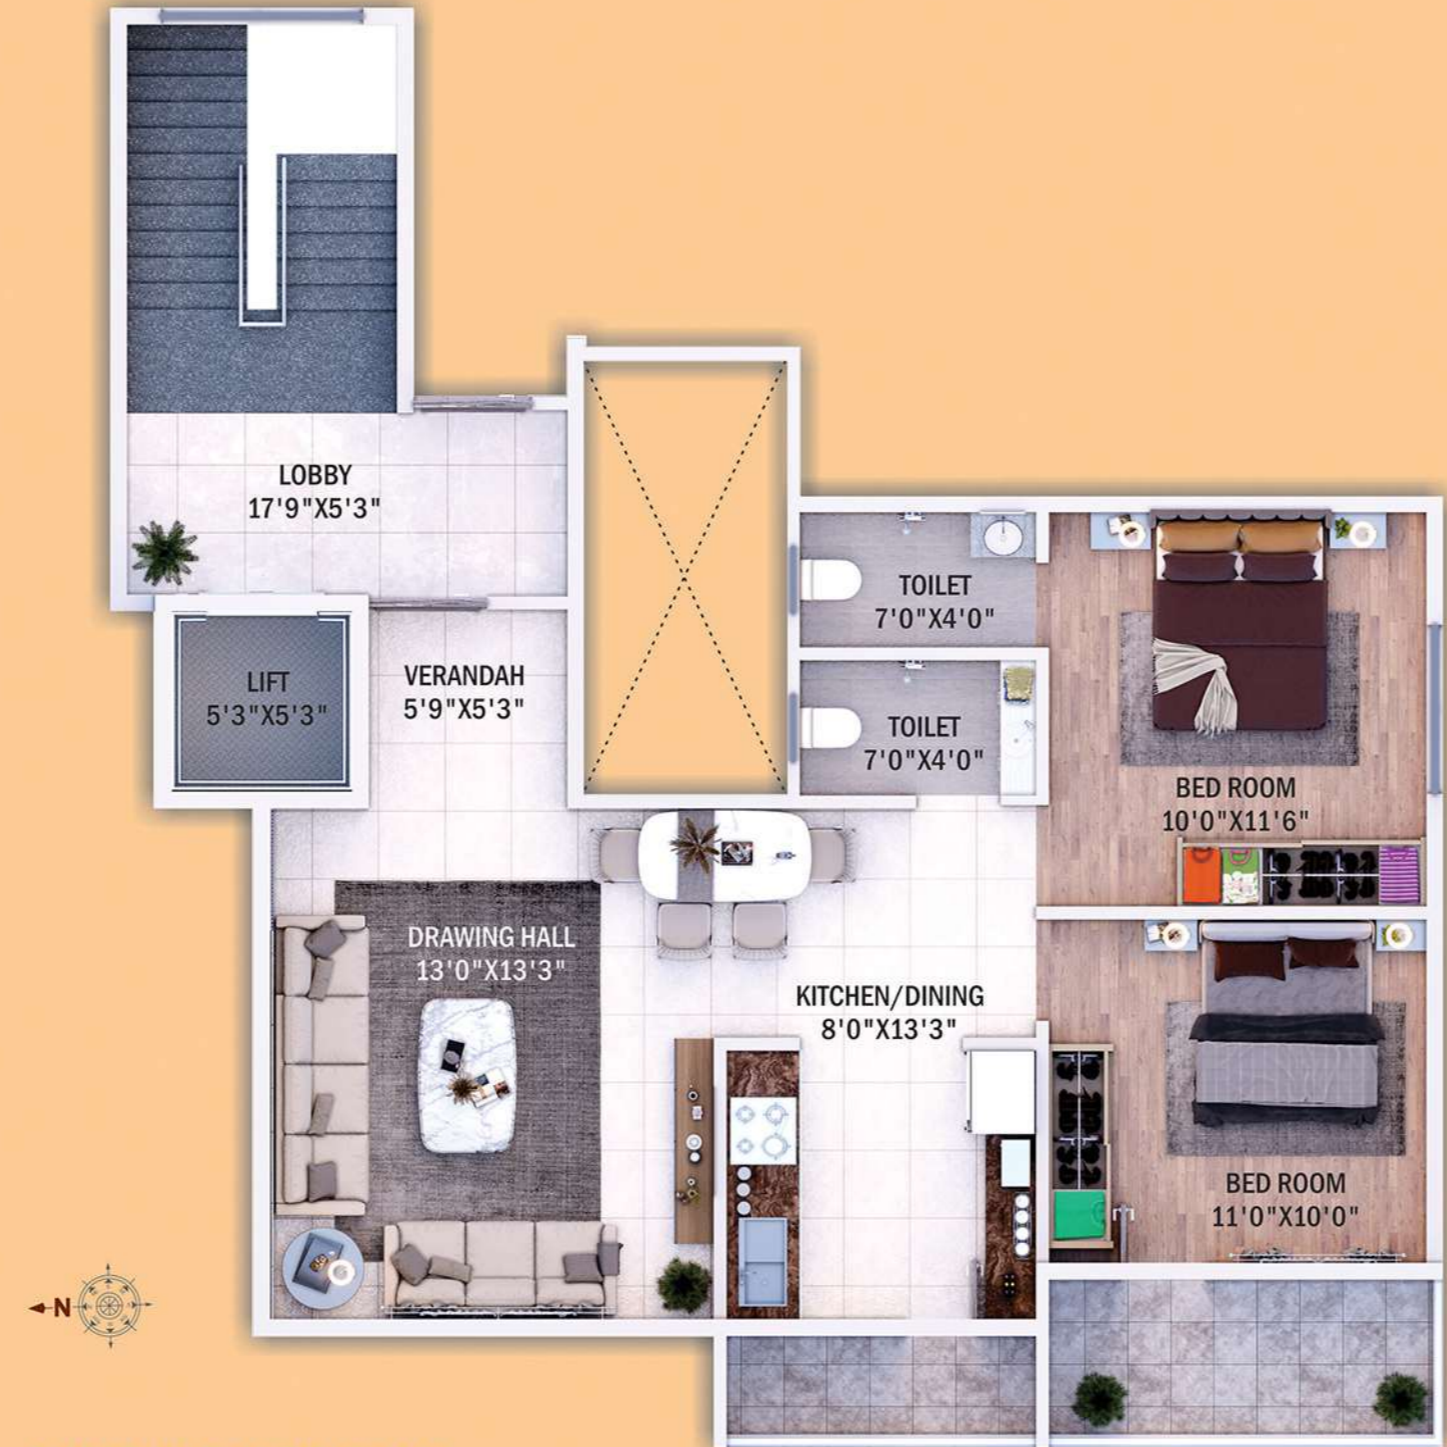 LOBBY
17'9"X5'3"
LIFT
5'3"X5'3"
VERANDAH
5'9"X5'3"
TOILET
7'0"X4'0"
TOILET
7'0"X4'0"
BED ROOM
10'0"X11'6"
DRAWING HALL
13'0"X13'3"
KITCHEN/DINING
8'0"X13'3"
BED ROOM
11'0"X10'0"
N